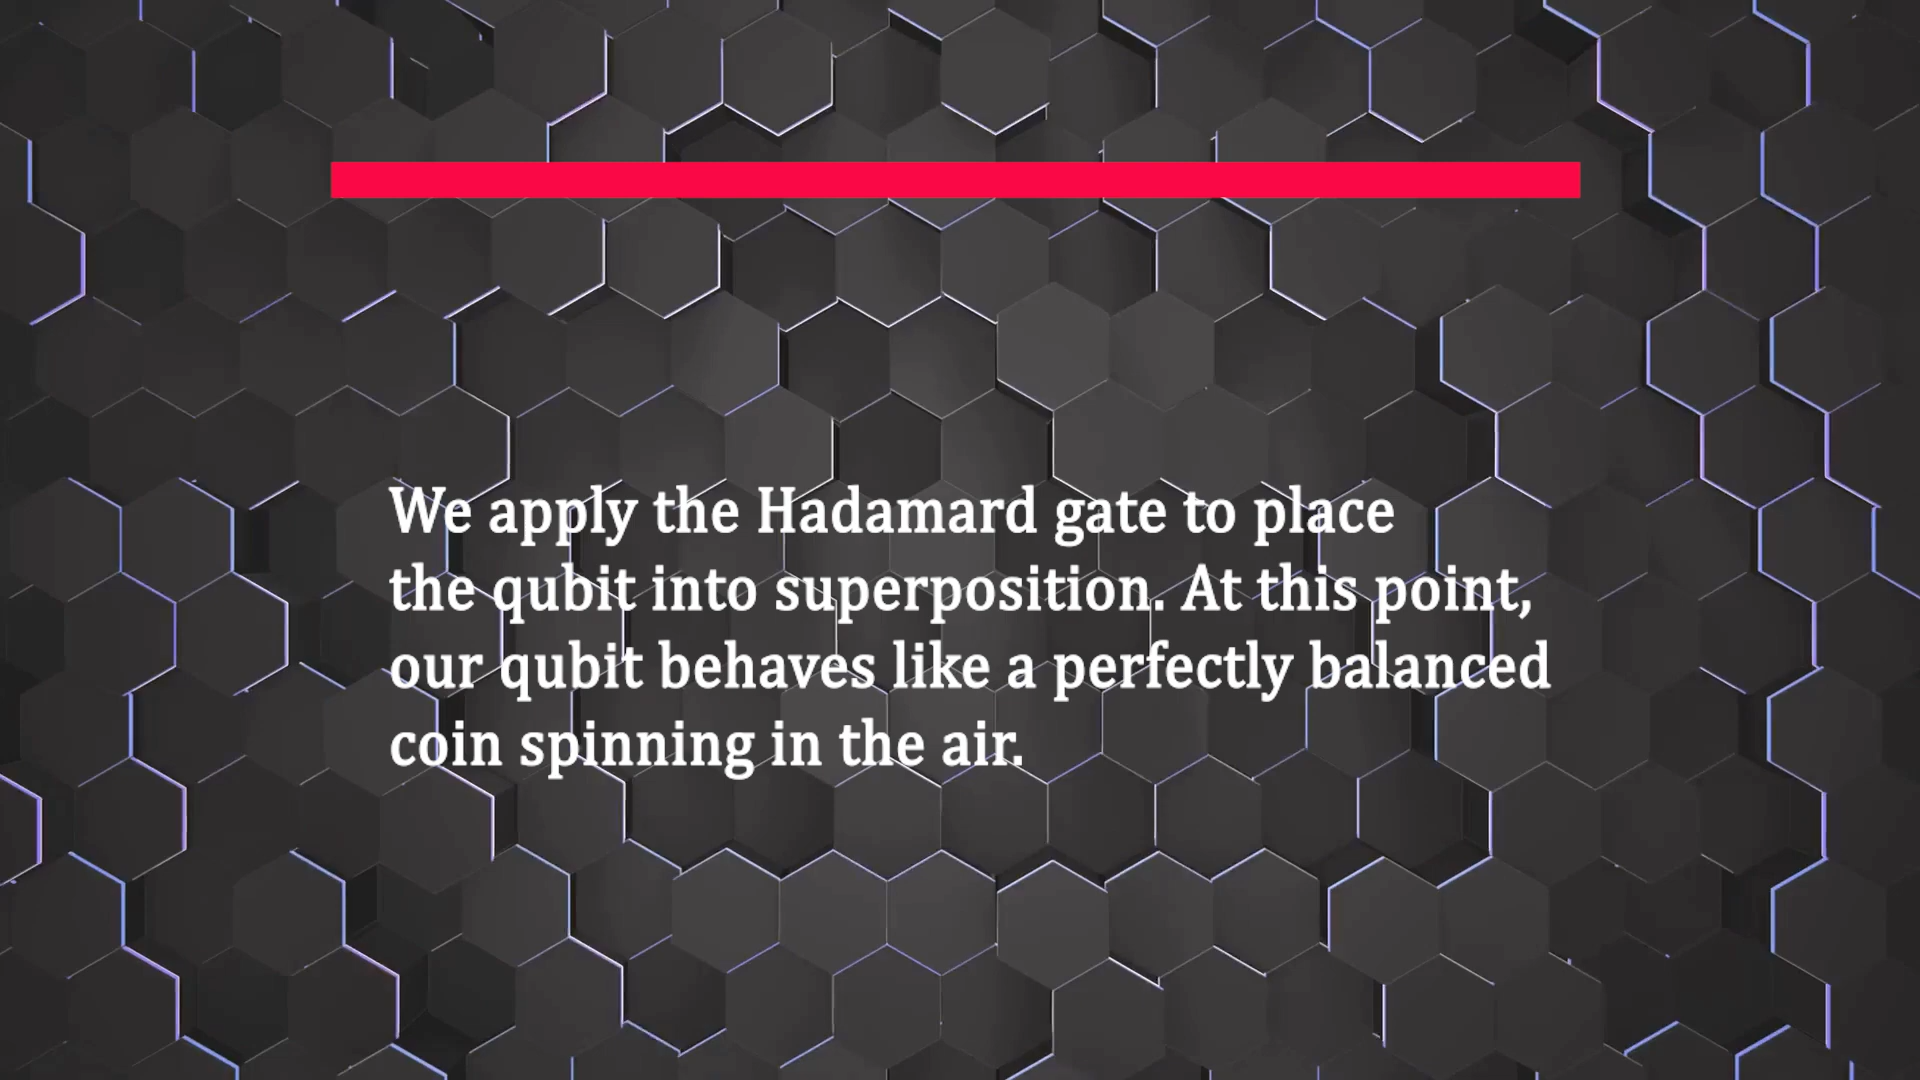 We apply the Hadamard gate to place
the qubit into superposition. At this point,
our qubit behaves like a perfectly balanced
coin spinning in the air.